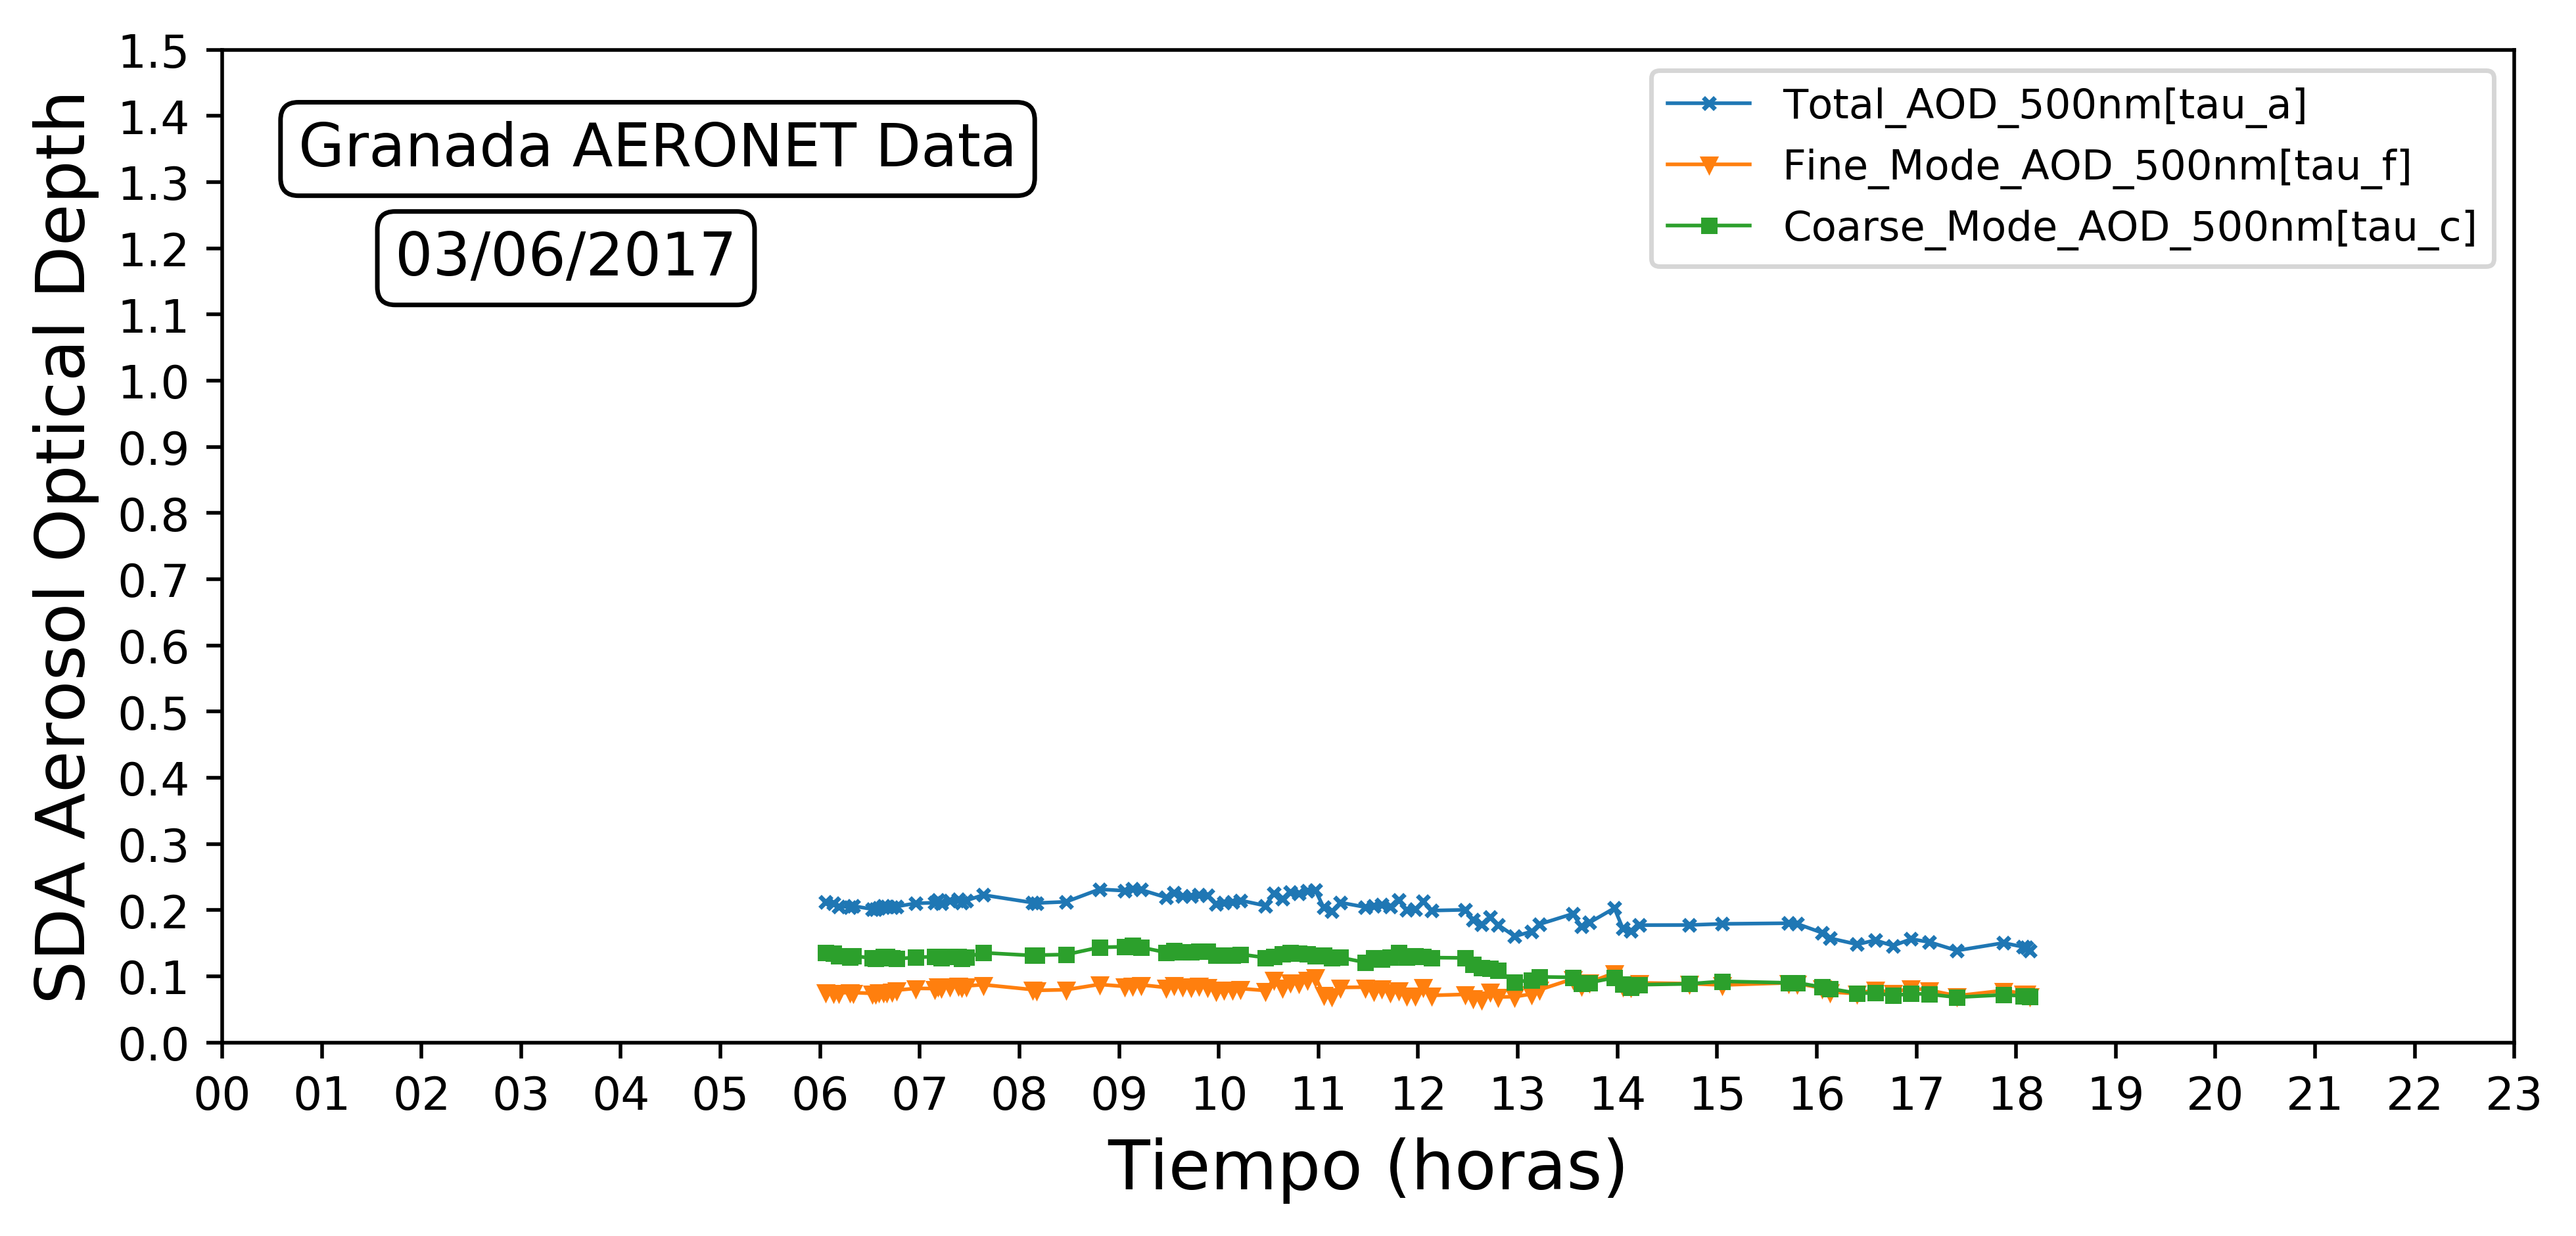 Granada AERONET Data
03/06/2017
Total_AOD_500nm[tau_a]
Fine_Mode_AOD_500nm[tau_f]
Coarse_Mode_AOD_500nm[tau_c]
SDA Aerosol Optical Depth
1.5
1.4
1.3
1.2
1.1
1.0
0.9
0.8
0.7
0.6
0.5
0.4
0.3
0.2
0.1
0.0
00 01 02 03 04 05 06 07 08 09 10 11 12 13 14 15 16 17 18 19 20 21 22 23
Tiempo (horas)